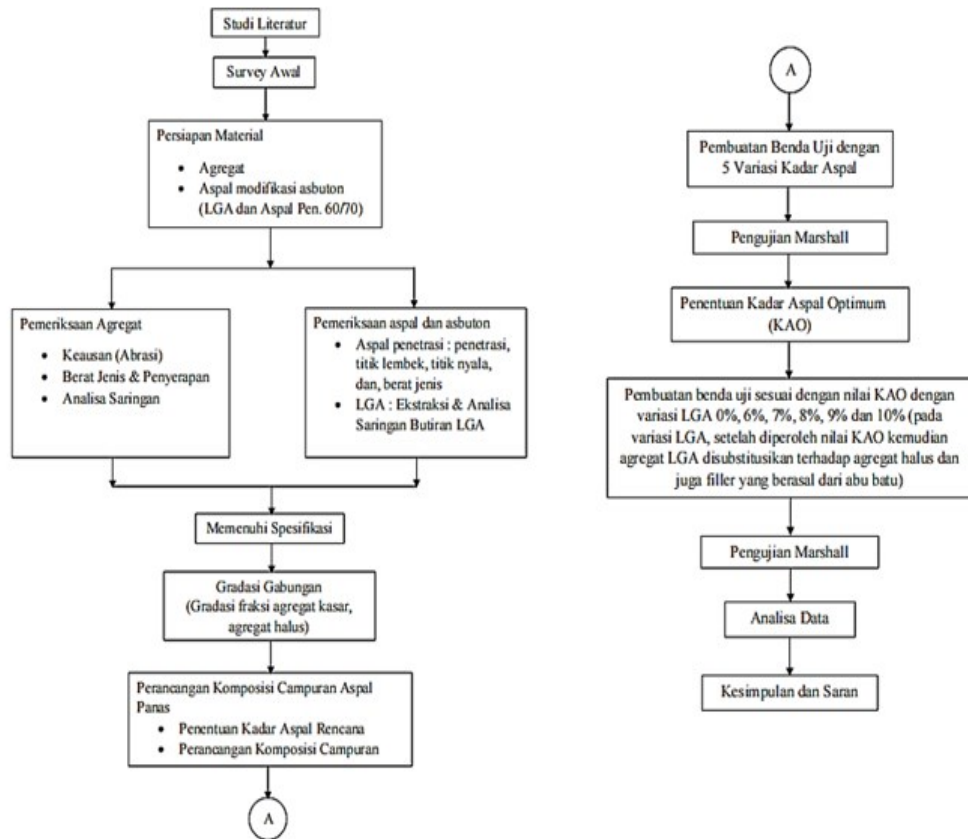 Studi Literatur
Survey Awal
Persiapan Material
• Agregat
• Aspal modifikasi asbuton
(LGA dan Aspal Pen. 60/70)
Pemeriksaan Agregat
• Keausan (Abrasi)
• Berat Jenis & Penyerapan
• Analisa Saringan
Pemeriksaan aspal dan asbuton
• Aspal penetrasi : penetrasi,
titik lembek, titik nyala,
dan, berat jenis
• LGA : Ekstraksi & Analisa
Saringan Butiran LGA
Memenuhi Spesifikasi
Gradasi Gabungan
(Gradasi fraksi agregat kasar,
agregat halus)
Perancangan Komposisi Campuran Aspal
Panas
• Penentuan Kadar Aspal Rencana
• Perancangan Komposisi Campuran
A
A
Pembuatan Benda Uji dengan
5 Variasi Kadar Aspal
Pengujian Marshall
Penentuan Kadar Aspal Optimum
(KAO)
Pembuatan benda uji sesuai dengan nilai KAO dengan
variasi LGA 0%, 6%, 7%, 8%, 9% dan 10% (pada
variasi LGA, setelah diperoleh nilai KAO kemudian
agregat LGA disubstitusikan terhadap agregat halus dan
juga filler yang berasal dari abu batu)
Pengujian Marshall
Analisa Data
Kesimpulan dan Saran